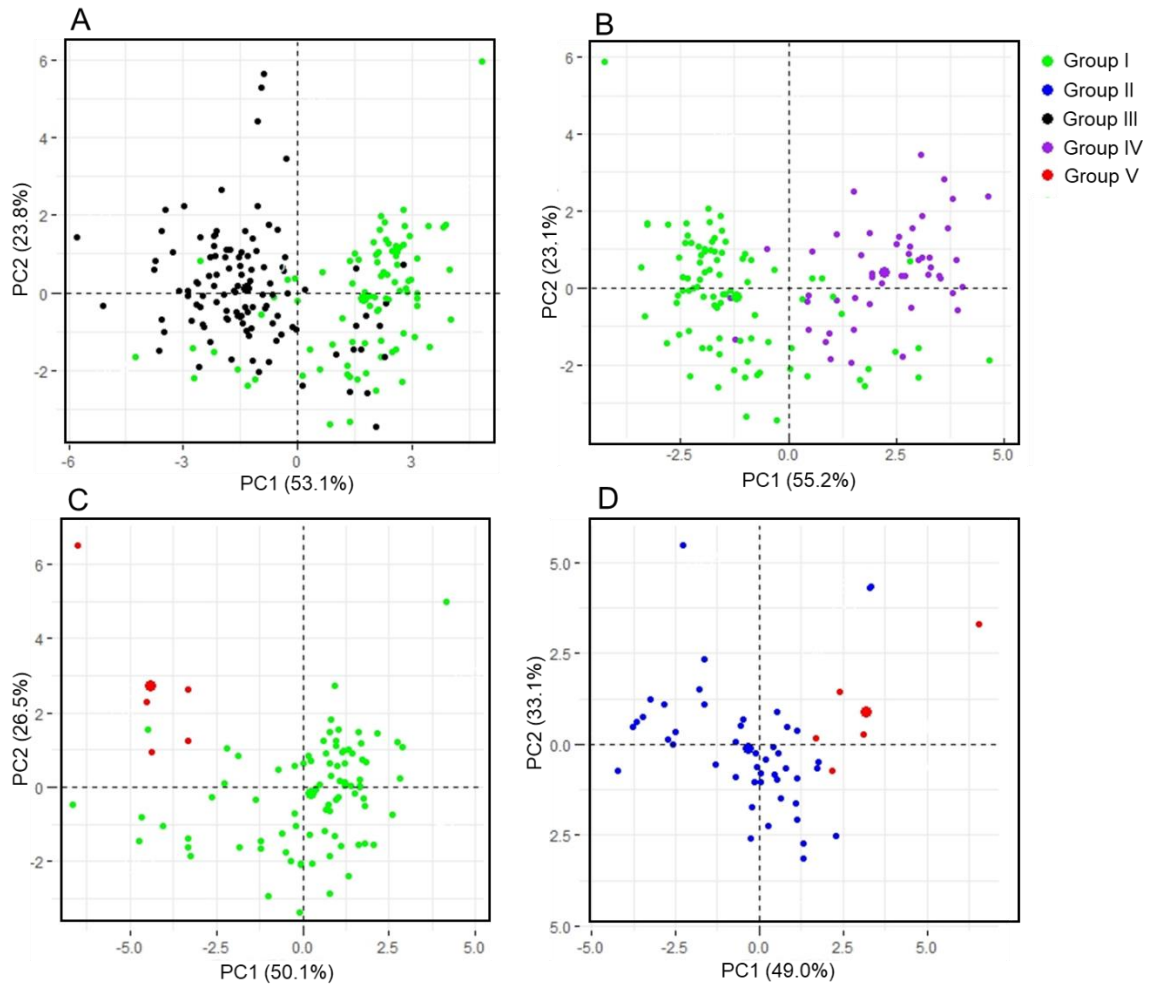 A
B
6
4
2
0
-2
PC2 (23.8%)
-6
-3
0
3
PC1 (53.1%)
6
4
2
0
-2
PC2 (23.1%)
-2.5
0.0
2.5
5.0
PC1 (55.2%)
Group I
Group II
Group III
Group IV
Group V
C
D
6
4
2
0
-2
PC2 (26.5%)
-5.0
-2.5
0.0
2.5
5.0
PC1 (50.1%)
5.0
2.5
0.0
2.5
5.0
PC2 (33.1%)
-5.0
-2.5
0.0
2.5
5.0
PC1 (49.0%)